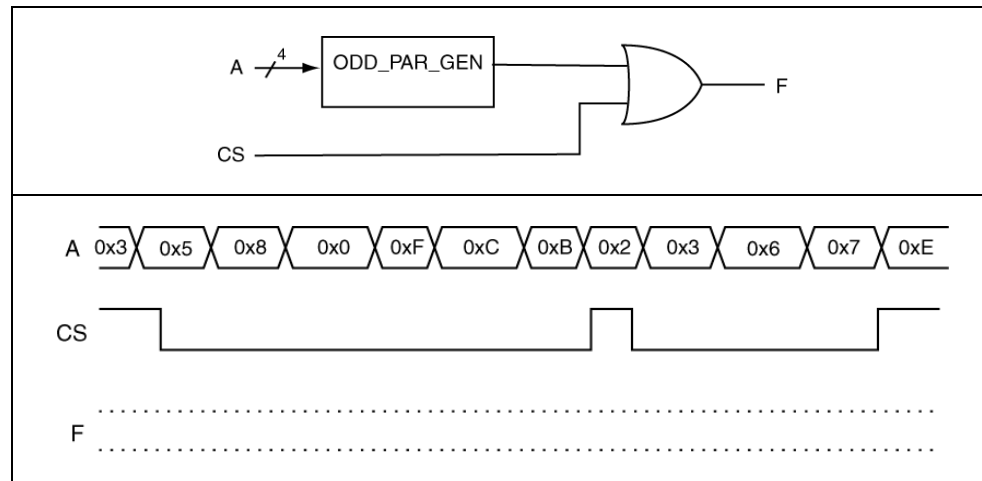 4
A ODD_PAR_GEN
F
CS
A 0x3 0x5 0x8 0x0 0xF 0xC 0xB 0x2 0x3 0x6 0x7 0xE
CS
F